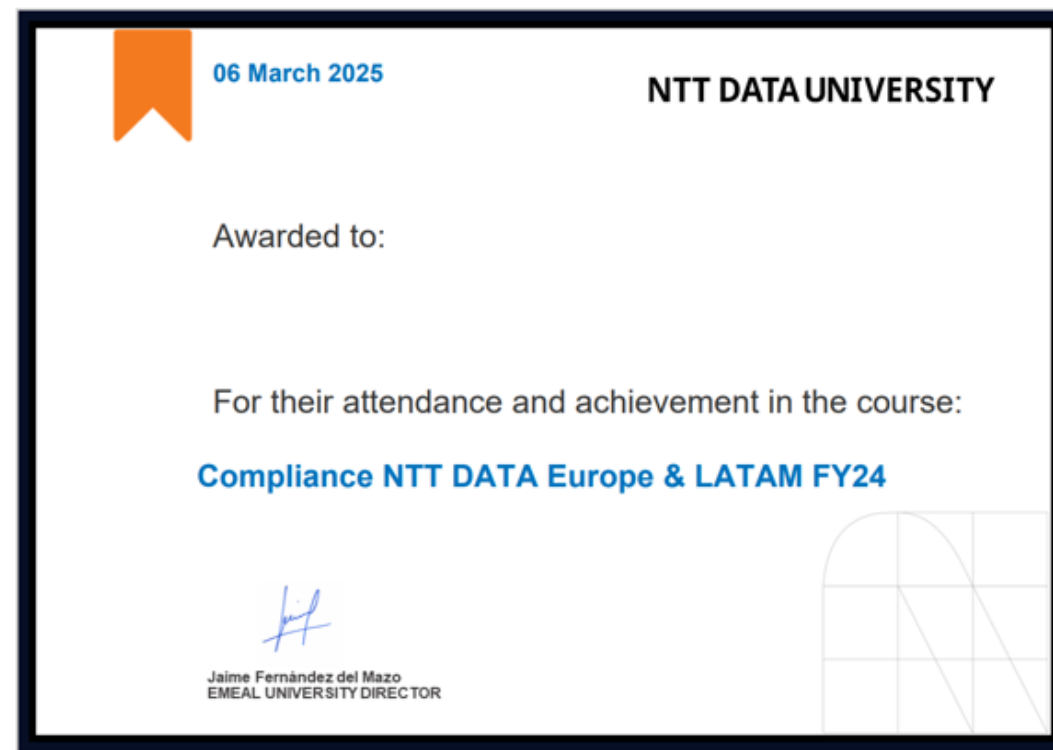 06 March 2025
NTT DATA UNIVERSITY
Awarded to:
For their attendance and achievement in the course:
Compliance NTT DATA Europe & LATAM FY24
Jaime Fernández del Mazo
EMEAL UNIVERSITY DIRECTOR